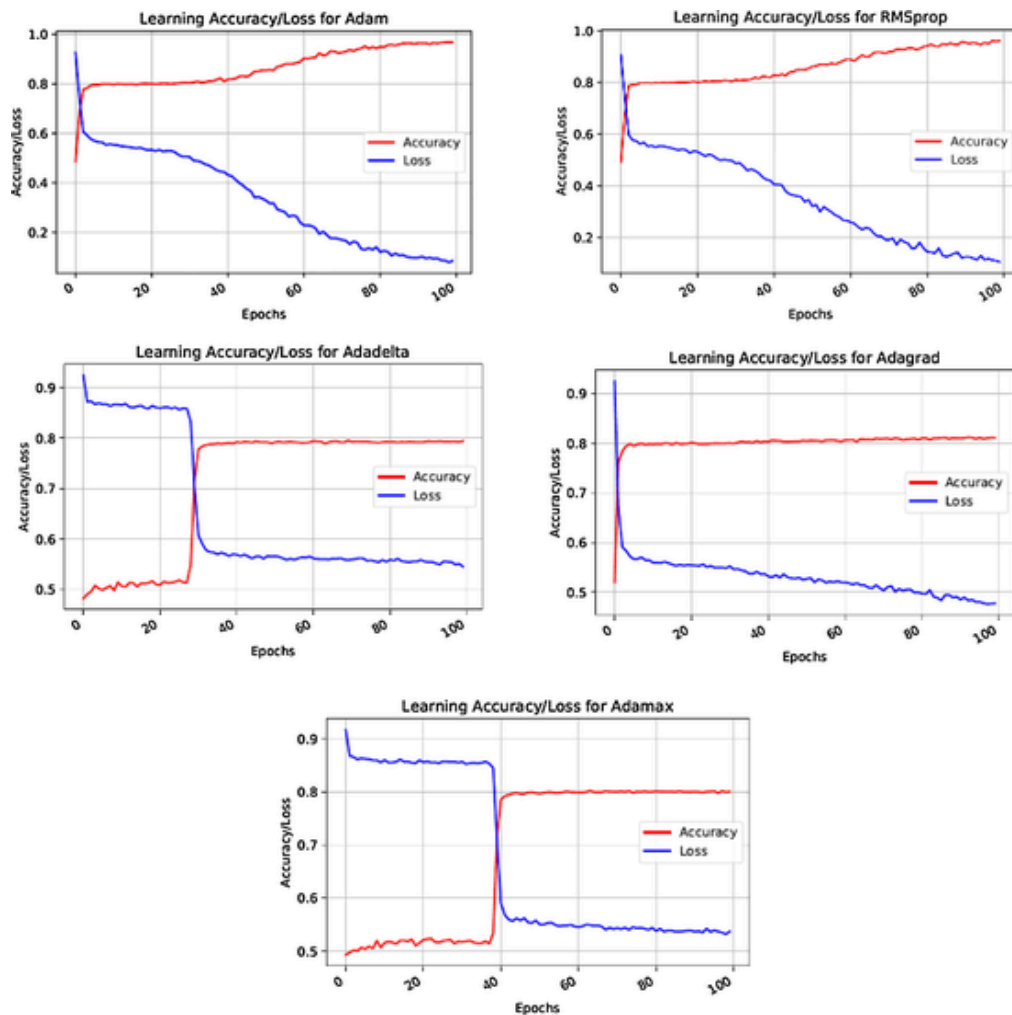 Learning Accuracy/Loss for Adam
1.0
0.8
0.6
0.4
0.2
Accuracy/Loss
Accuracy
Loss
0 20 40 60 80 100
Epochs
Learning Accuracy/Loss for RMSprop
1.0
0.8
0.6
0.4
0.2
Accuracy/Loss
Accuracy
Loss
0 20 40 60 80 100
Epochs
Learning Accuracy/Loss for Adadelta
0.9
0.8
0.7
0.6
0.5
Accuracy/Loss
Accuracy
Loss
0 20 40 60 80 100
Epochs
Learning Accuracy/Loss for Adagrad
0.9
0.8
0.7
0.6
0.5
Accuracy/Loss
Accuracy
Loss
0 20 40 60 80 100
Epochs
Learning Accuracy/Loss for Adamax
0.9
0.8
0.7
0.6
0.5
Accuracy/Loss
Accuracy
Loss
0 20 40 60 80 100
Epochs